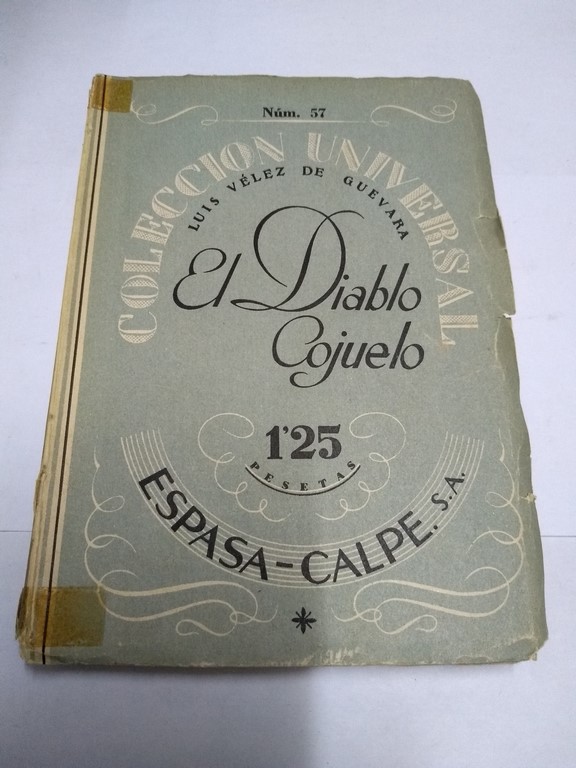 Núm. 57
COLECCION UNIVERSAL
LUIS VÉLEZ DE GUEVARA
El Diablo
Cojuelo
1'25
PESETAS
ESPASA-CALPE. S.A.